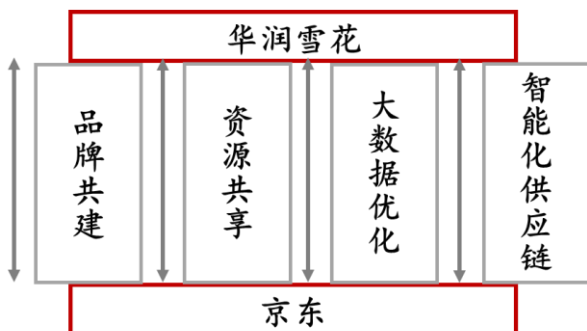 华润雪花
品牌共建
资源共享
大数据优化
智能化供应链
京东